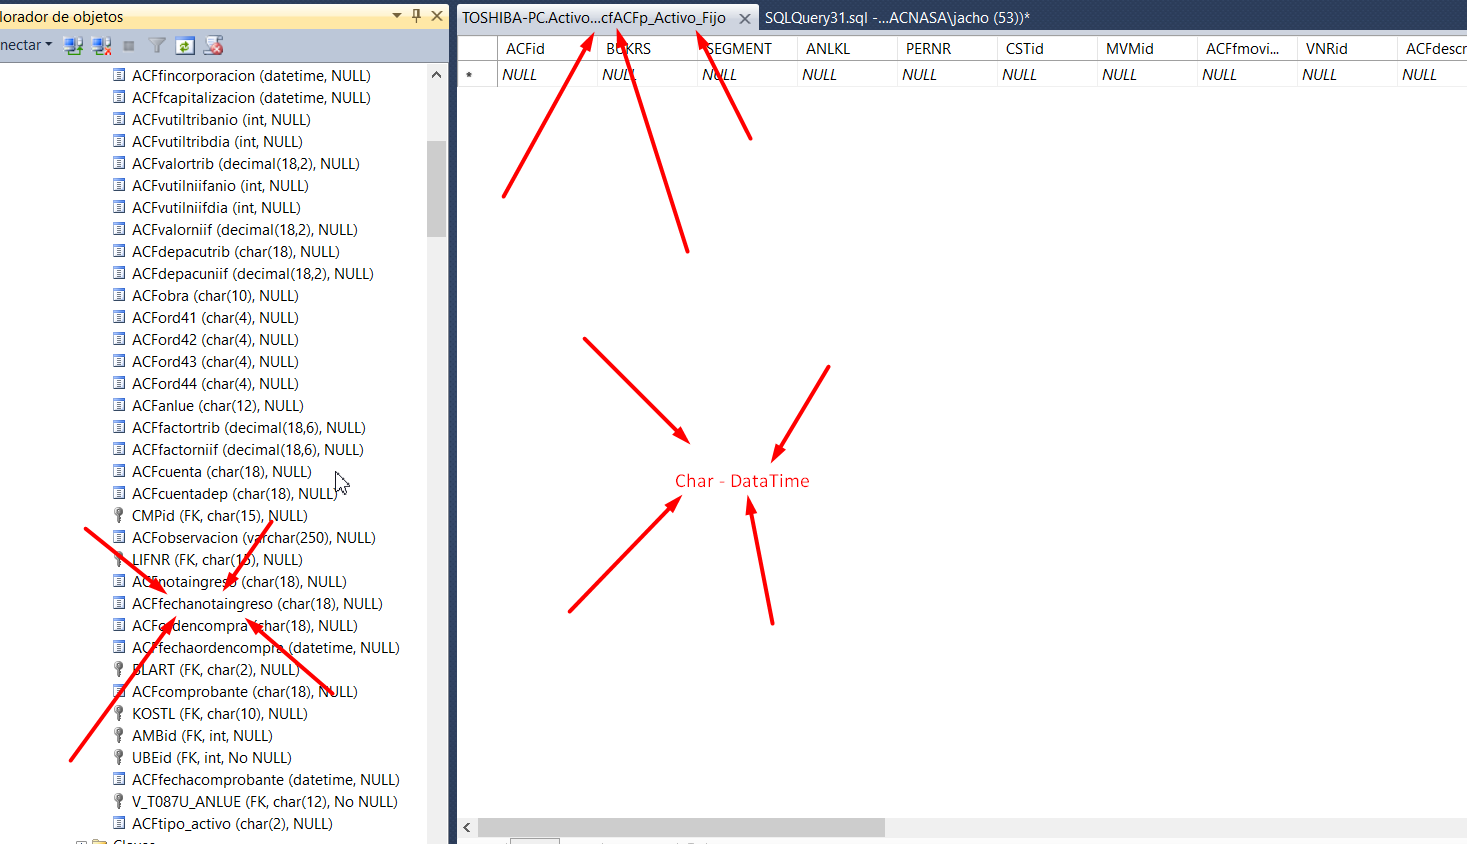 lorador de objetos
TOSHIBA-PC.Activo...cfACFp_Activo_Fijo
SQLQuery31.sql -...ACNASA\jacho (53))*
nectar
ACFid BUKRS SEGMENT ANLKL PERNR CSTid MVMid ACFfmovi... VNRid ACFdescr
* NULL NULL NULL NULL NULL NULL NULL NULL NULL NULL
ACFfincorporacion (datetime, NULL)
ACFfcapitalizacion (datetime, NULL)
ACFvutiltribanio (int, NULL)
ACFvutiltribdia (int, NULL)
ACFvalortrib (decimal(18,2), NULL)
ACFvutilniifanio (int, NULL)
ACFvutilniifdia (int, NULL)
ACFvalorniif (decimal(18,2), NULL)
ACFdepacutrib (char(18), NULL)
ACFdepacuniif (decimal(18,2), NULL)
ACFobra (char(10), NULL)
ACFord41 (char(4), NULL)
ACFord42 (char(4), NULL)
ACFord43 (char(4), NULL)
ACFord44 (char(4), NULL)
ACFanlue (char(12), NULL)
ACFfactortrib (decimal(18,6), NULL)
ACFfactorniif (decimal(18,6), NULL)
ACFcuenta (char(18), NULL)
ACFcuentadep (char(18), NULL)
CMPid (FK, char(15), NULL)
ACFobservacion (varchar(250), NULL)
LIFNR (FK, char(15), NULL)
ACFnotaingreso (char(18), NULL)
ACFfechanotaingreso (char(18), NULL)
ACFordencompra (char(18), NULL)
ACFfechaordencompra (datetime, NULL)
BLART (FK, char(2), NULL)
ACFcomprobante (char(18), NULL)
KOSTL (FK, char(10), NULL)
AMBid (FK, int, NULL)
UBEid (FK, int, No NULL)
ACFfechacomprobante (datetime, NULL)
V_T087U_ANLUE (FK, char(12), No NULL)
ACFtipo_activo (char(2), NULL)
Char - DataTime